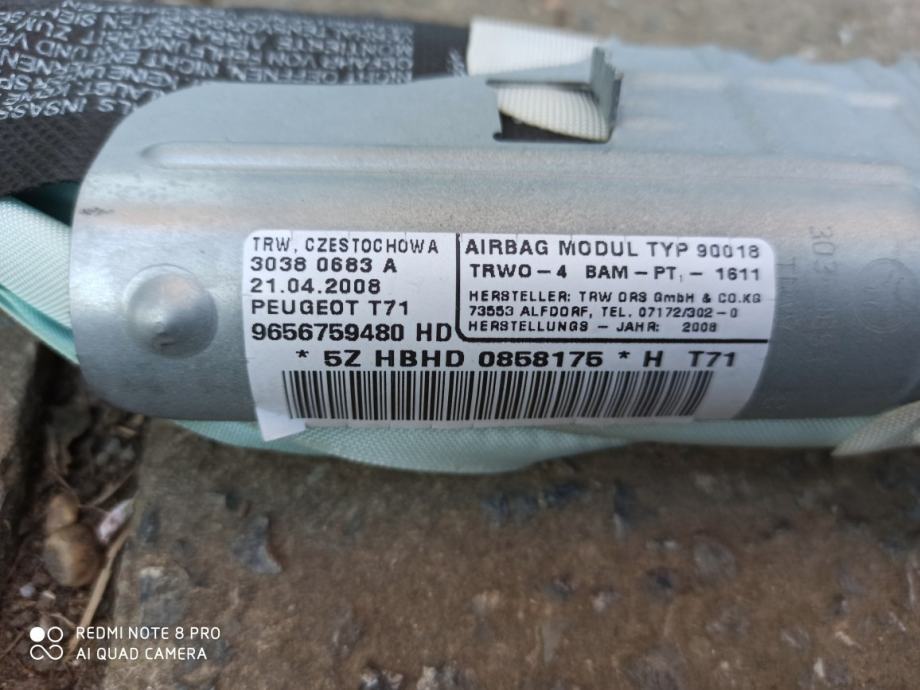 TRW, CZESTOCHOWA
3038 0683 A
21.04.2008
PEUGEOT T71
9656759480 HD
AIRBAG MODUL TYP 90018
TRWO-4 BAM-PT, - 1611
HERSTELLER: TRW ORS GmbH & CO.KG
73553 ALFDORF, TEL. 07172/302-0
HERSTELLUNGS - JAHR: 2008
* 5Z HBHD 0858175 * H T71
REDMI NOTE 8 PRO
AI QUAD CAMERA